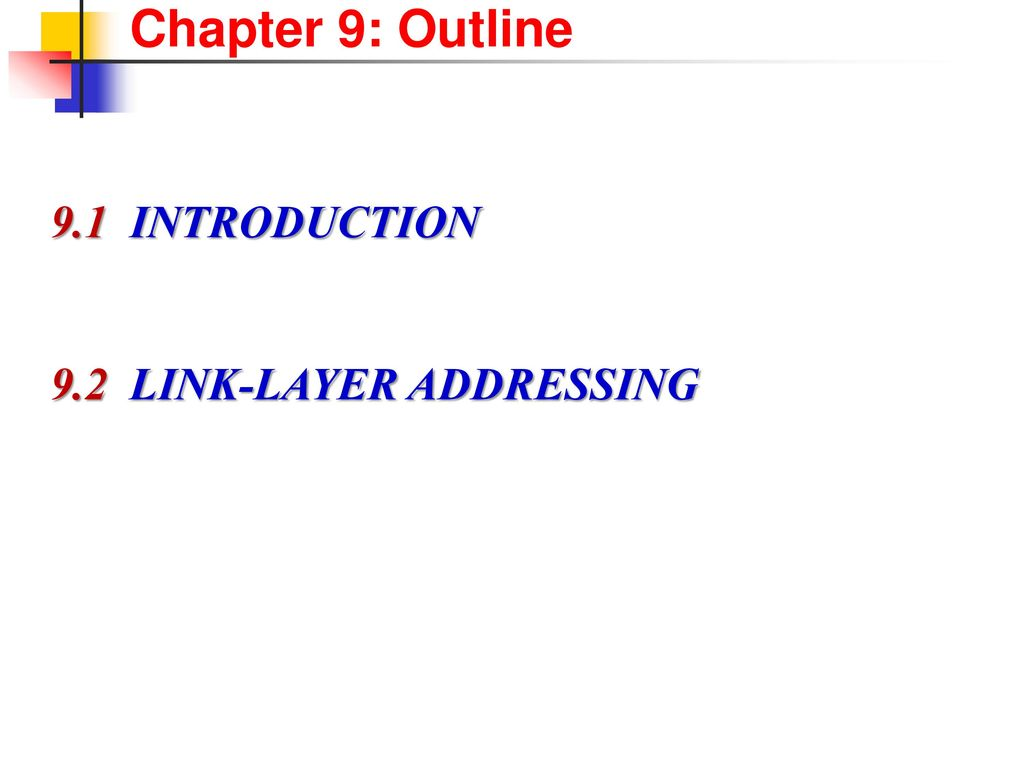 Chapter 9: Outline
9.1 INTRODUCTION
9.2 LINK-LAYER ADDRESSING